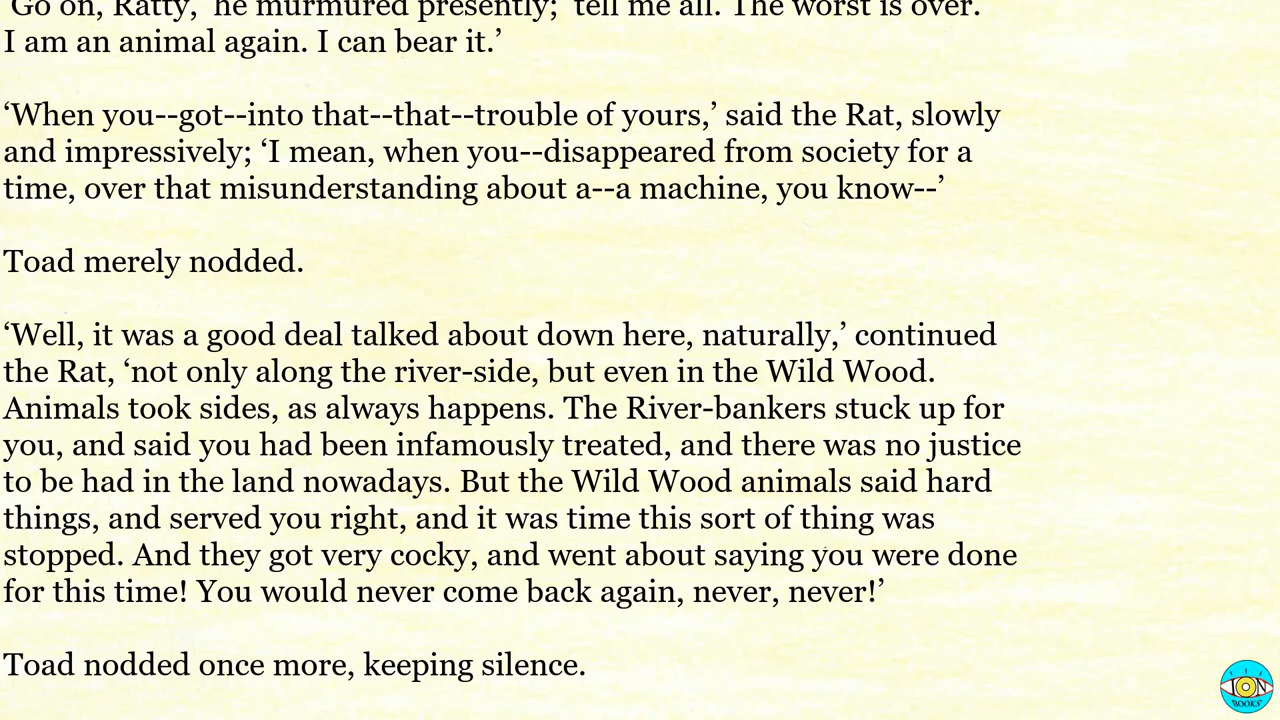 ‘Go on, Ratty,’ he murmured presently; ‘tell me all. The worst is over.
I am an animal again. I can bear it.’
‘When you--got--into that--that--trouble of yours,’ said the Rat, slowly
and impressively; ‘I mean, when you--disappeared from society for a
time, over that misunderstanding about a--a machine, you know--’
Toad merely nodded.
‘Well, it was a good deal talked about down here, naturally,’ continued
the Rat, ‘not only along the river-side, but even in the Wild Wood.
Animals took sides, as always happens. The River-bankers stuck up for
you, and said you had been infamously treated, and there was no justice
to be had in the land nowadays. But the Wild Wood animals said hard
things, and served you right, and it was time this sort of thing was
stopped. And they got very cocky, and went about saying you were done
for this time! You would never come back again, never, never!’
Toad nodded once more, keeping silence.
ION
BOOKS